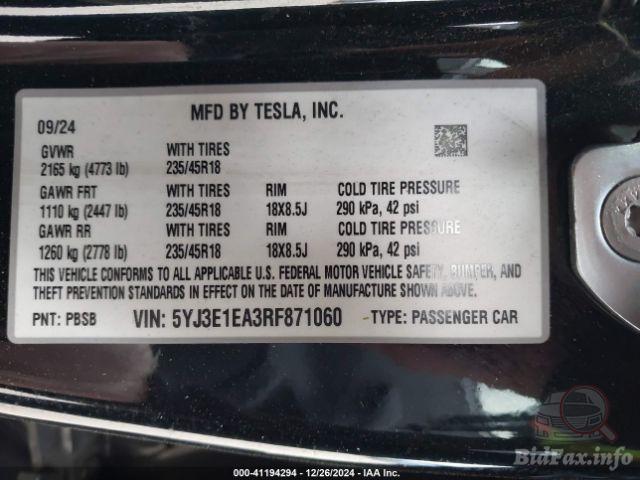 MFD BY TESLA, INC.
09/24
GVWR WITH TIRES
2165 kg (4773 lb) 235/45R18
GAWR FRT WITH TIRES RIM COLD TIRE PRESSURE
1110 kg (2447 lb) 235/45R18 18X8.5J 290 kPa, 42 psi
GAWR RR WITH TIRES RIM COLD TIRE PRESSURE
1260 kg (2778 lb) 235/45R18 18X8.5J 290 kPa, 42 psi
THIS VEHICLE CONFORMS TO ALL APPLICABLE U.S. FEDERAL MOTOR VEHICLE SAFETY, BUMPER, AND
THEFT PREVENTION STANDARDS IN EFFECT ON THE DATE OF MANUFACTURE SHOWN ABOVE.
PNT: PBSB VIN: 5YJ3E1EA3RF871060 TYPE: PASSENGER CAR
BidFax.info
000-41194294 - 12/26/2024 - IAA Inc.